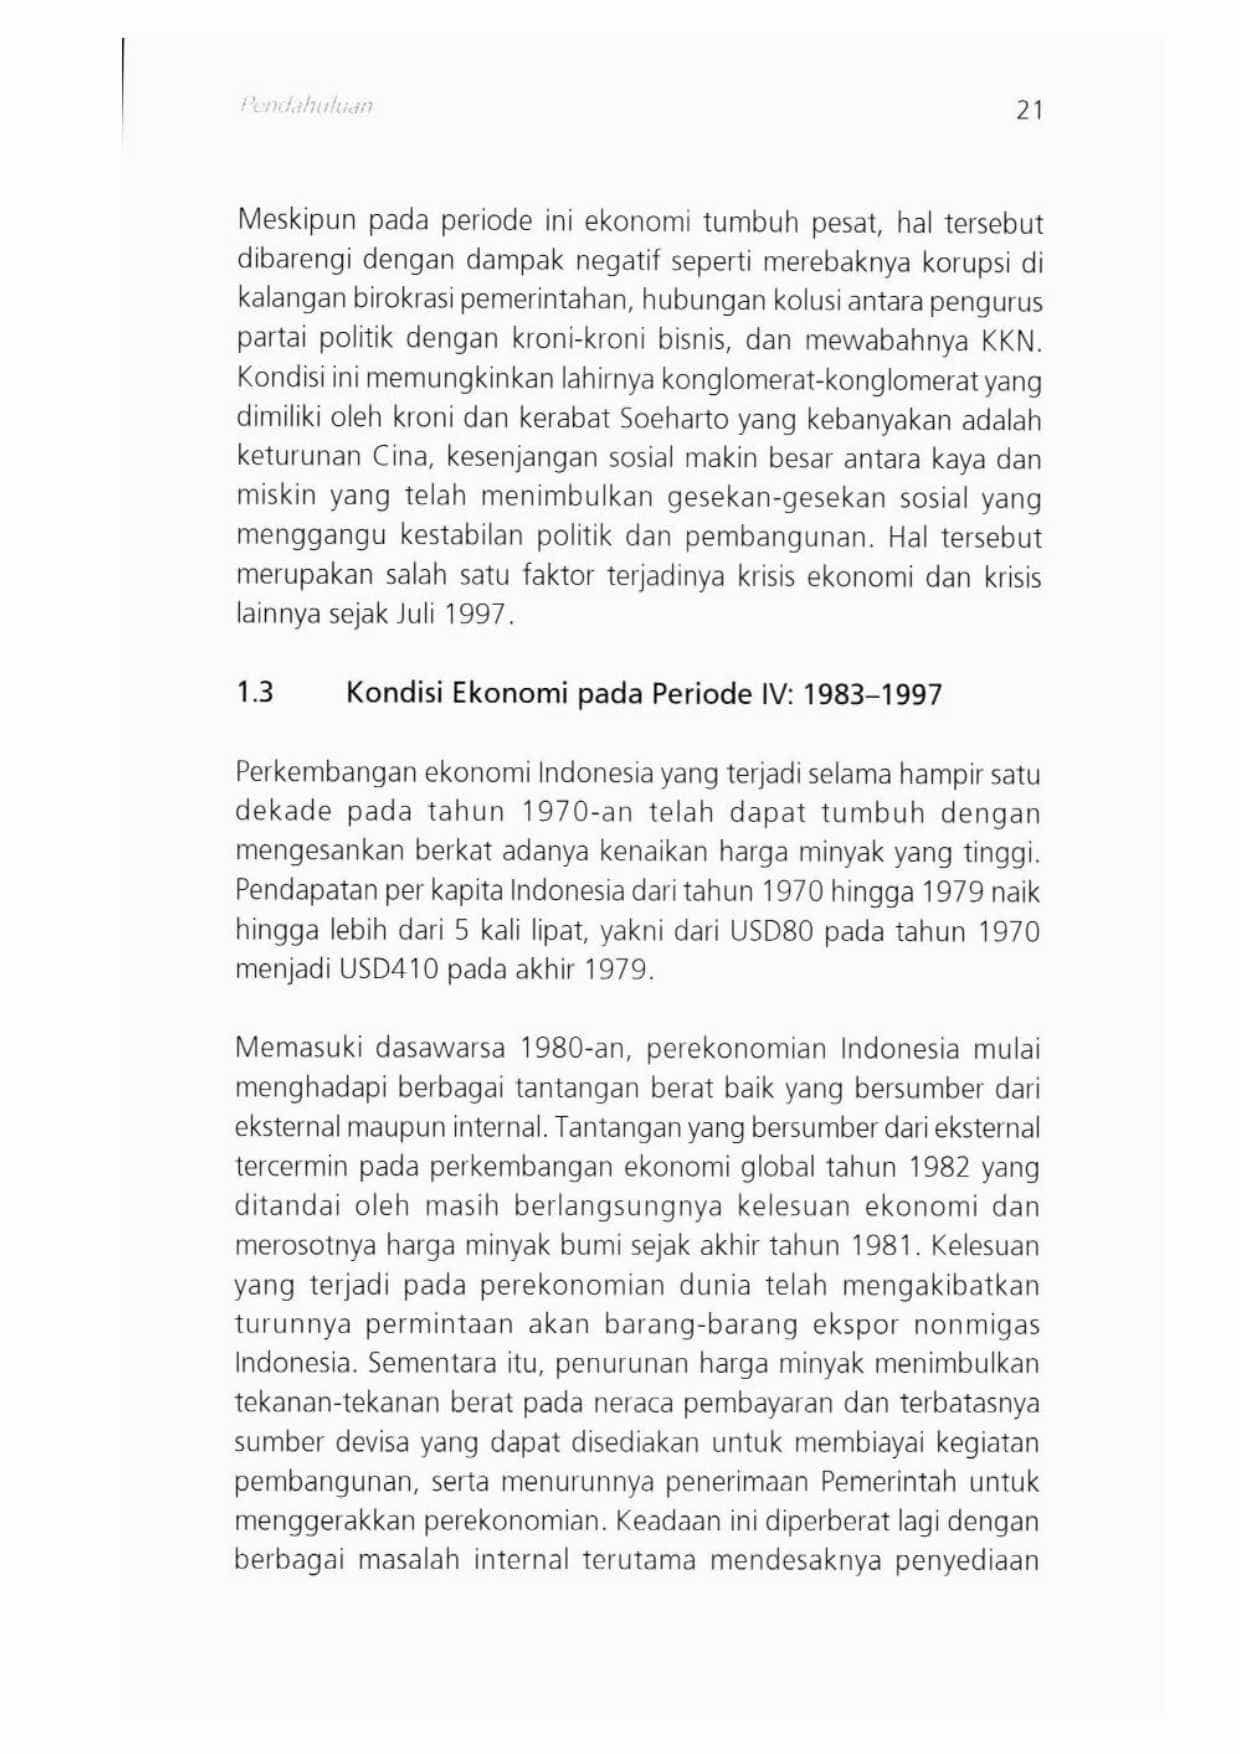 Pendahuluan
21
Meskipun pada periode ini ekonomi tumbuh pesat, hal tersebut
dibarengi dengan dampak negatif seperti merebaknya korupsi di
kalangan birokrasi pemerintahan, hubungan kolusi antara pengurus
partai politik dengan kroni-kroni bisnis, dan mewabahnya KKN.
Kondisi ini memungkinkan lahirnya konglomerat-konglomerat yang
dimiliki oleh kroni dan kerabat Soeharto yang kebanyakan adalah
keturunan Cina, kesenjangan sosial makin besar antara kaya dan
miskin yang telah menimbulkan gesekan-gesekan sosial yang
menggangu kestabilan politik dan pembangunan. Hal tersebut
merupakan salah satu faktor terjadinya krisis ekonomi dan krisis
lainnya sejak Juli 1997.
1.3 Kondisi Ekonomi pada Periode IV: 1983–1997
Perkembangan ekonomi Indonesia yang terjadi selama hampir satu
dekade pada tahun 1970-an telah dapat tumbuh dengan
mengesankan berkat adanya kenaikan harga minyak yang tinggi.
Pendapatan per kapita Indonesia dari tahun 1970 hingga 1979 naik
hingga lebih dari 5 kali lipat, yakni dari USD80 pada tahun 1970
menjadi USD410 pada akhir 1979.
Memasuki dasawarsa 1980-an, perekonomian Indonesia mulai
menghadapi berbagai tantangan berat baik yang bersumber dari
eksternal maupun internal. Tantangan yang bersumber dari eksternal
tercermin pada perkembangan ekonomi global tahun 1982 yang
ditandai oleh masih berlangsungnya kelesuan ekonomi dan
merosotnya harga minyak bumi sejak akhir tahun 1981. Kelesuan
yang terjadi pada perekonomian dunia telah mengakibatkan
turunnya permintaan akan barang-barang ekspor nonmigas
Indonesia. Sementara itu, penurunan harga minyak menimbulkan
tekanan-tekanan berat pada neraca pembayaran dan terbatasnya
sumber devisa yang dapat disediakan untuk membiayai kegiatan
pembangunan, serta menurunnya penerimaan Pemerintah untuk
menggerakkan perekonomian. Keadaan ini diperberat lagi dengan
berbagai masalah internal terutama mendesaknya penyediaan